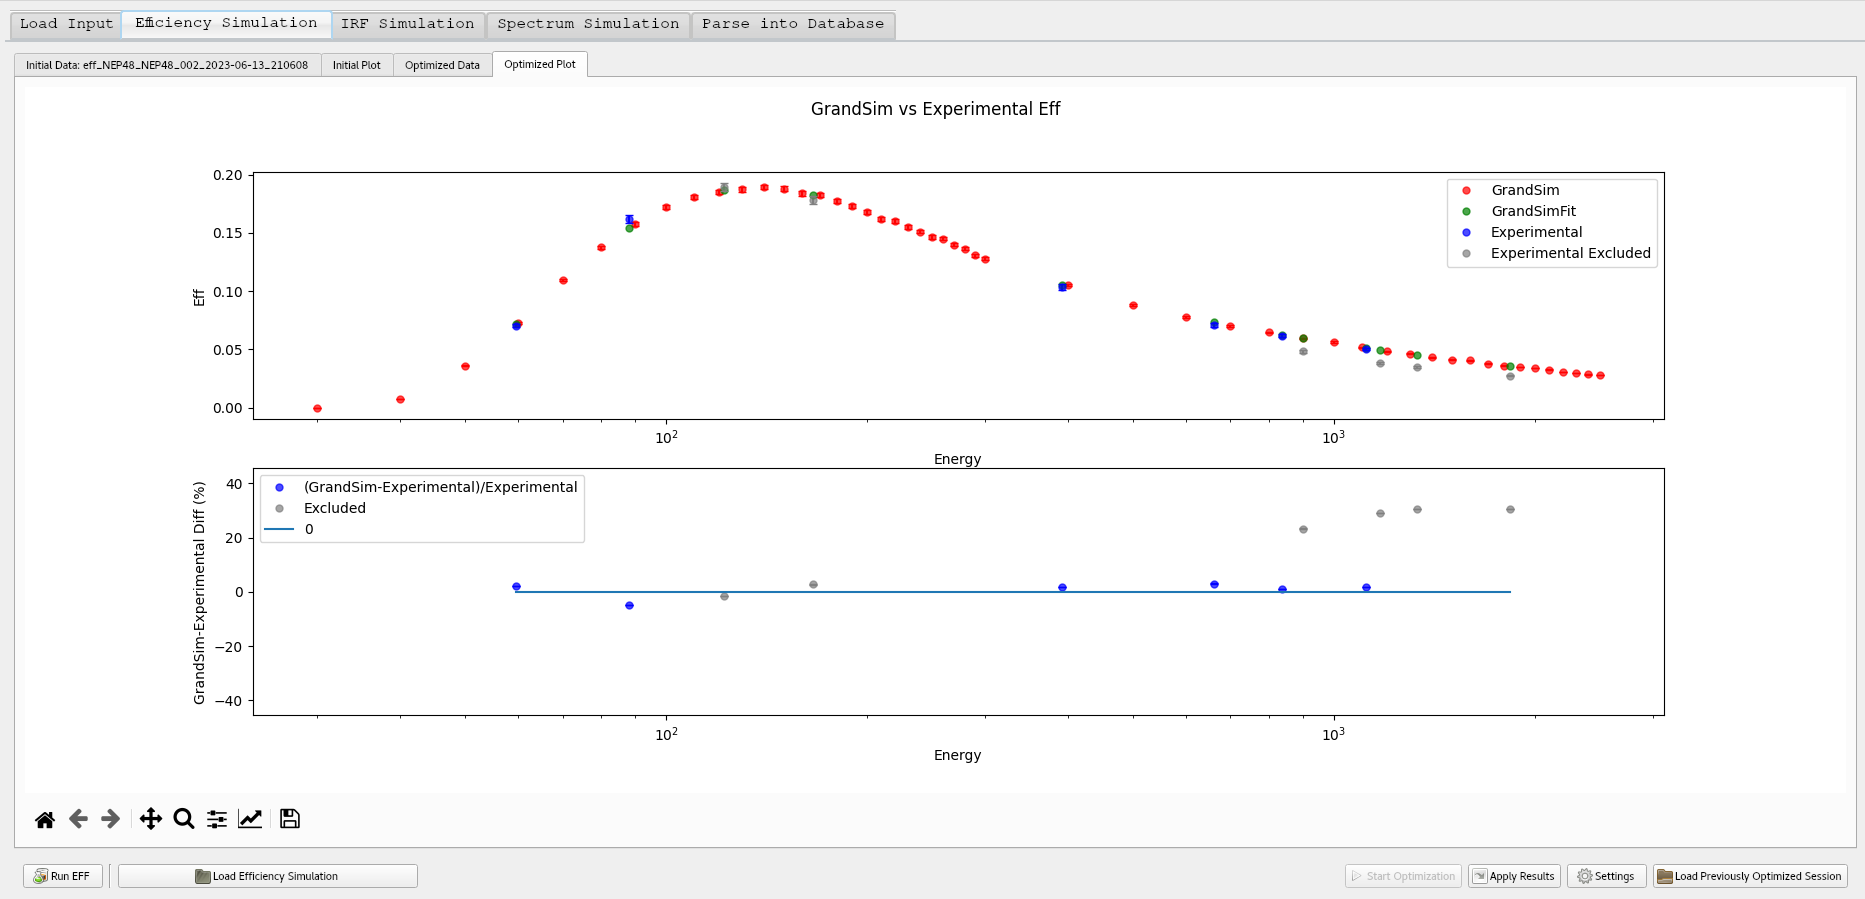 Load Input Efficiency Simulation IRF Simulation Spectrum Simulation Parse into Database
Initial Data: eff_NEP48_NEP48_002_2023-06-13_210608 Initial Plot Optimized Data Optimized Plot
GrandSim vs Experimental Eff
0.20
0.15
0.10
0.05
0.00
Eff
GrandSim
GrandSimFit
Experimental
Experimental Excluded
10² 10³
Energy
40
20
0
−20
−40
GrandSim-Experimental Diff (%)
(GrandSim-Experimental)/Experimental
Excluded
0
10² 10³
Energy
Run EFF Load Efficiency Simulation Start Optimization Apply Results Settings Load Previously Optimized Session